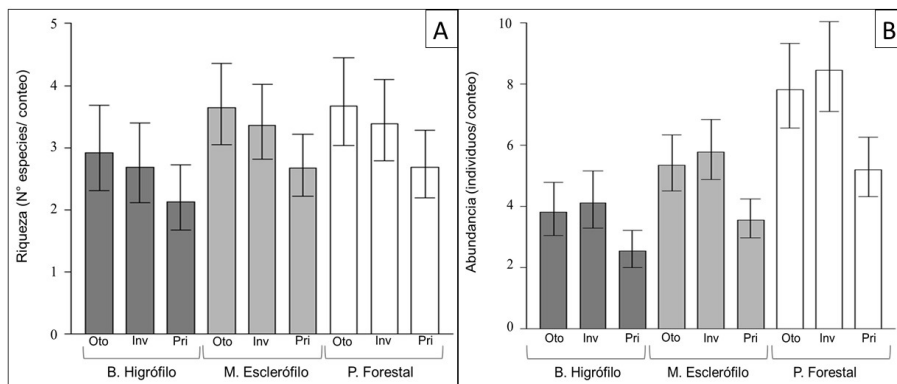 A
Riqueza (N° especies/ conteo)
5
4
3
2
1
0
Oto Inv Pri Oto Inv Pri Oto Inv Pri
B. Higrófilo M. Esclerófilo P. Forestal
B
Abundancia (individuos/ conteo)
10
8
6
4
2
0
Oto Inv Pri Oto Inv Pri Oto Inv Pri
B. Higrófilo M. Esclerófilo P. Forestal